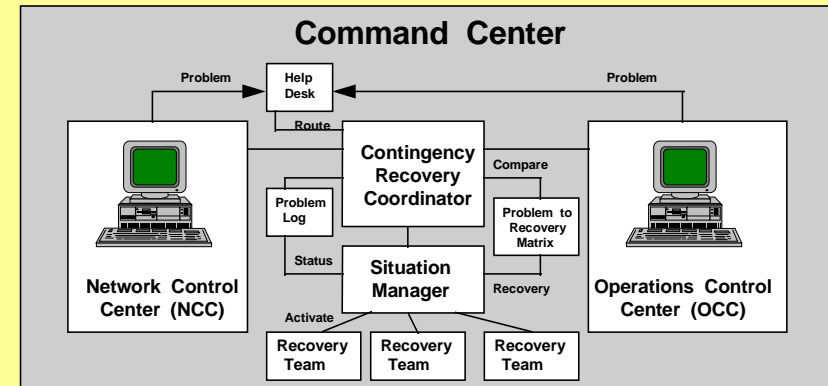 Command Center
Problem
Help
Desk
Problem
Route
Contingency
Recovery
Coordinator
Compare
Problem
Log
Problem to
Recovery
Matrix
Status
Situation
Manager
Recovery
Network Control
Center (NCC)
Operations Control
Center (OCC)
Activate
Recovery
Team
Recovery
Team
Recovery
Team